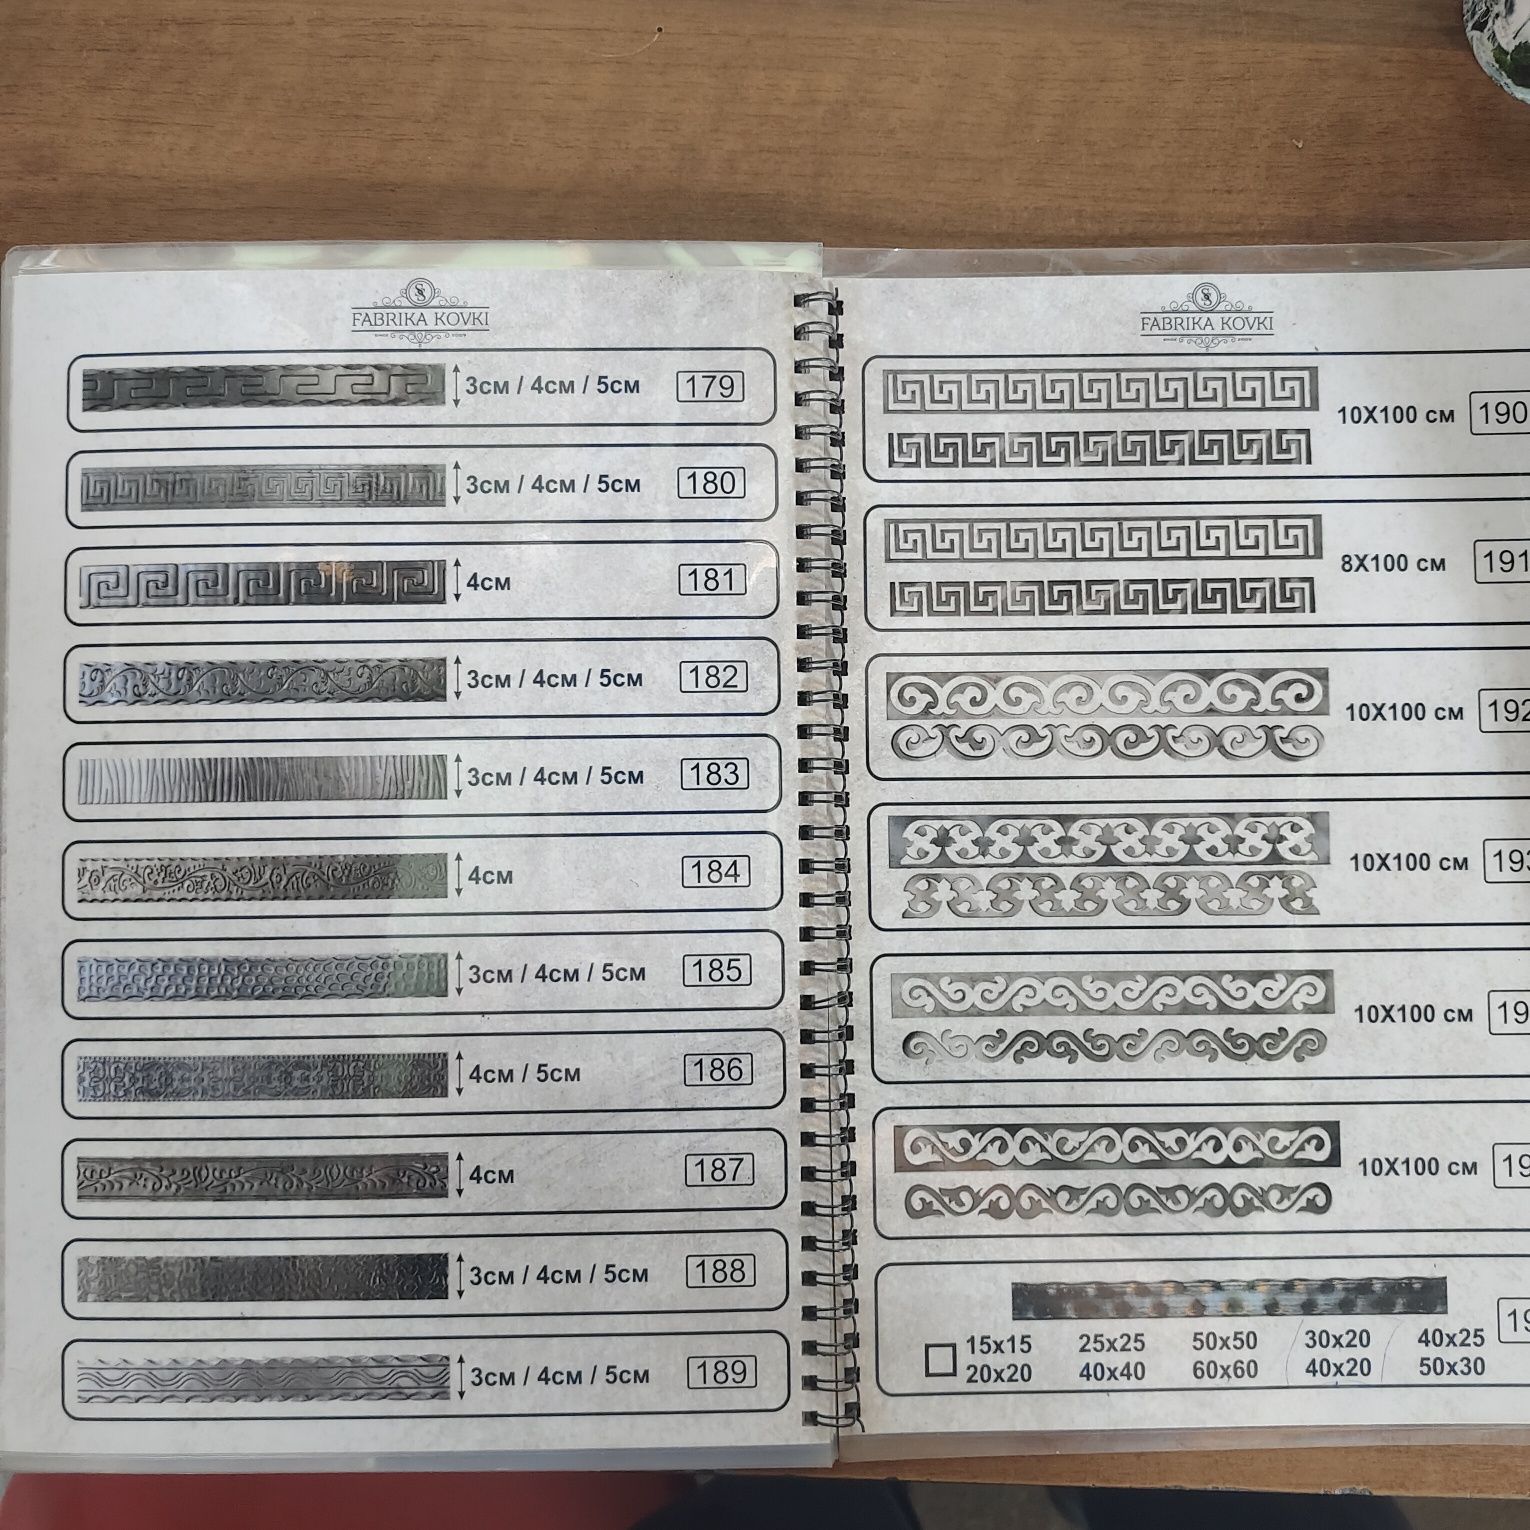 FABRIKA KOVKI
3см / 4см / 5см 179
3см / 4см / 5см 180
4см 181
3см / 4см / 5см 182
3см / 4см / 5см 183
4см 184
3см / 4см / 5см 185
4см / 5см 186
4см 187
3см / 4см / 5см 188
3см / 4см / 5см 189
FABRIKA KOVKI
10X100 см 190
8X100 см 191
10X100 см 192
10X100 см 193
10X100 см 19
10X100 см 19
19
15x15 25x25 50x50 30x20 40x25
20x20 40x40 60x60 40x20 50x30